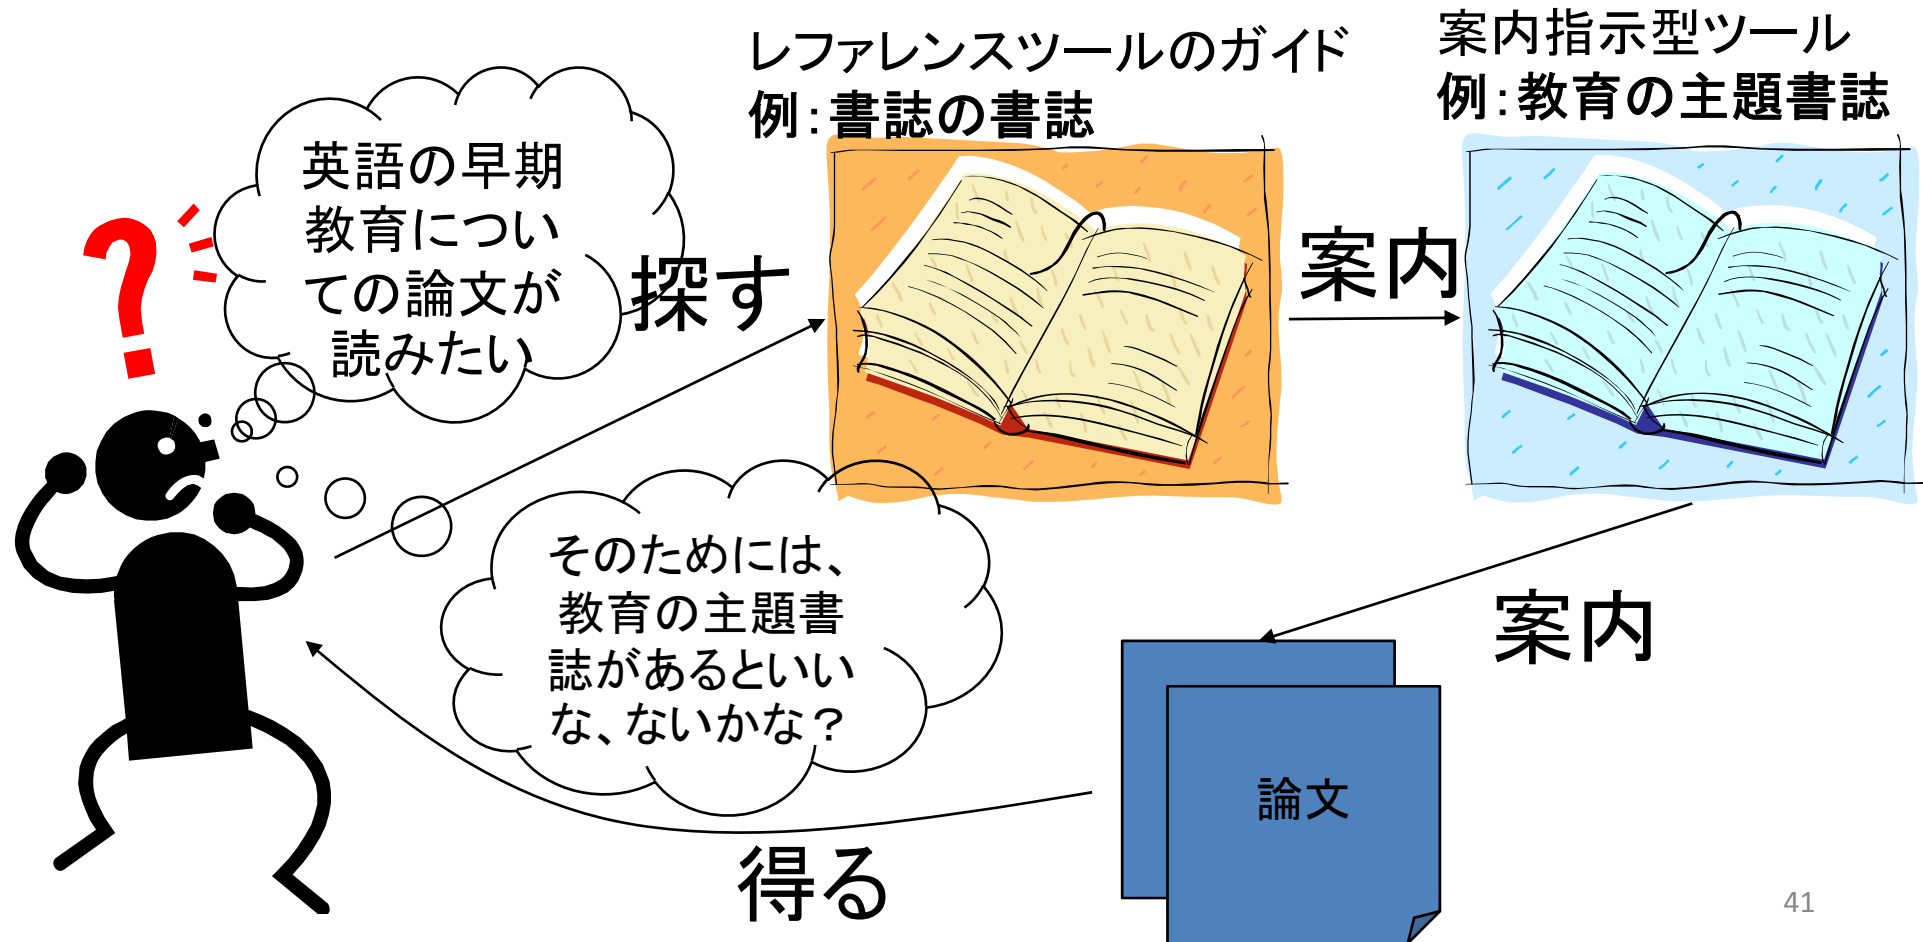 レファレンスツールのガイド
例：書誌の書誌
案内指示型ツール
例：教育の主題書誌
英語の早期
教育につい
ての論文が
読みたい
探す
案内
そのためには、
教育の主題書
誌があるといい
な、ないかな？
案内
論文
得る
41